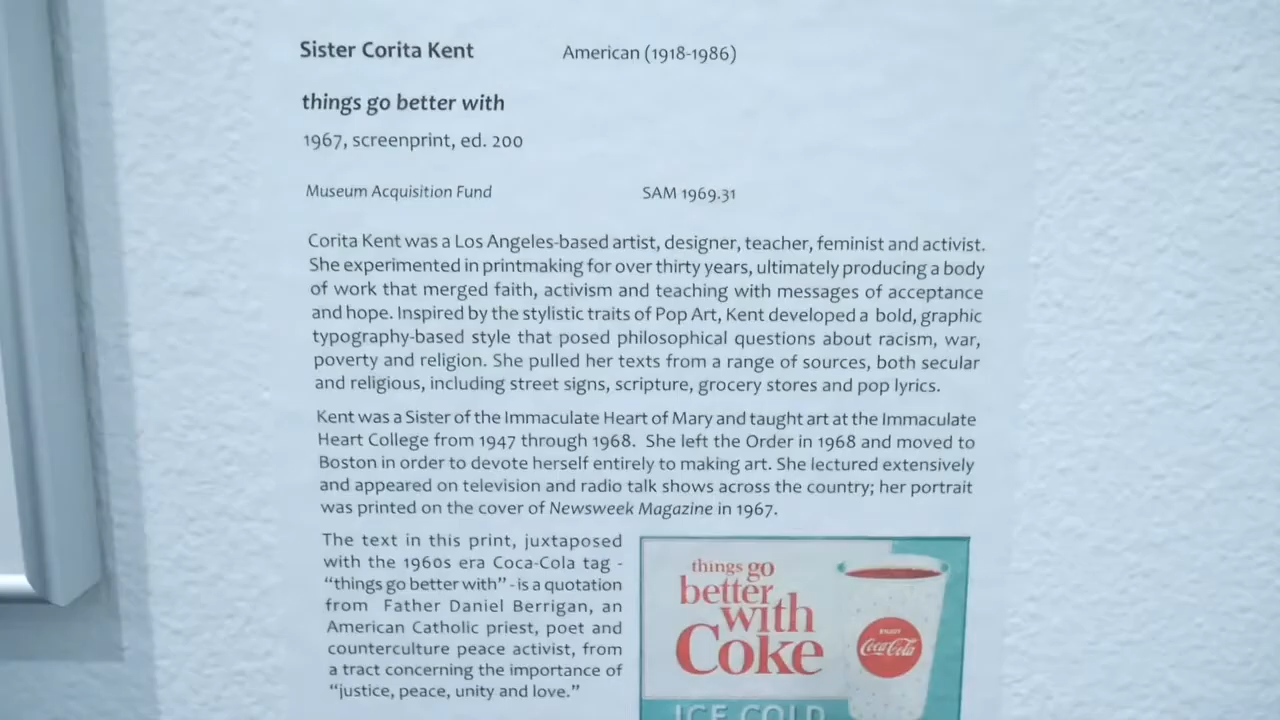 Sister Corita Kent American (1918-1986)
things go better with
1967, screenprint, ed. 200
Museum Acquisition Fund SAM 1969.31
Corita Kent was a Los Angeles-based artist, designer, teacher, feminist and activist.
She experimented in printmaking for over thirty years, ultimately producing a body
of work that merged faith, activism and teaching with messages of acceptance
and hope. Inspired by the stylistic traits of Pop Art, Kent developed a bold, graphic
typography-based style that posed philosophical questions about racism, war,
poverty and religion. She pulled her texts from a range of sources, both secular
and religious, including street signs, scripture, grocery stores and pop lyrics.
Kent was a Sister of the Immaculate Heart of Mary and taught art at the Immaculate
Heart College from 1947 through 1968. She left the Order in 1968 and moved to
Boston in order to devote herself entirely to making art. She lectured extensively
and appeared on television and radio talk shows across the country; her portrait
was printed on the cover of Newsweek Magazine in 1967.
The text in this print, juxtaposed
with the 1960s era Coca-Cola tag -
"things go better with" - is a quotation
from Father Daniel Berrigan, an
American Catholic priest, poet and
counterculture peace activist, from
a tract concerning the importance of
"justice, peace, unity and love."
things go
better
with
Coke
ENJOY
Coca-Cola
ICE COLD